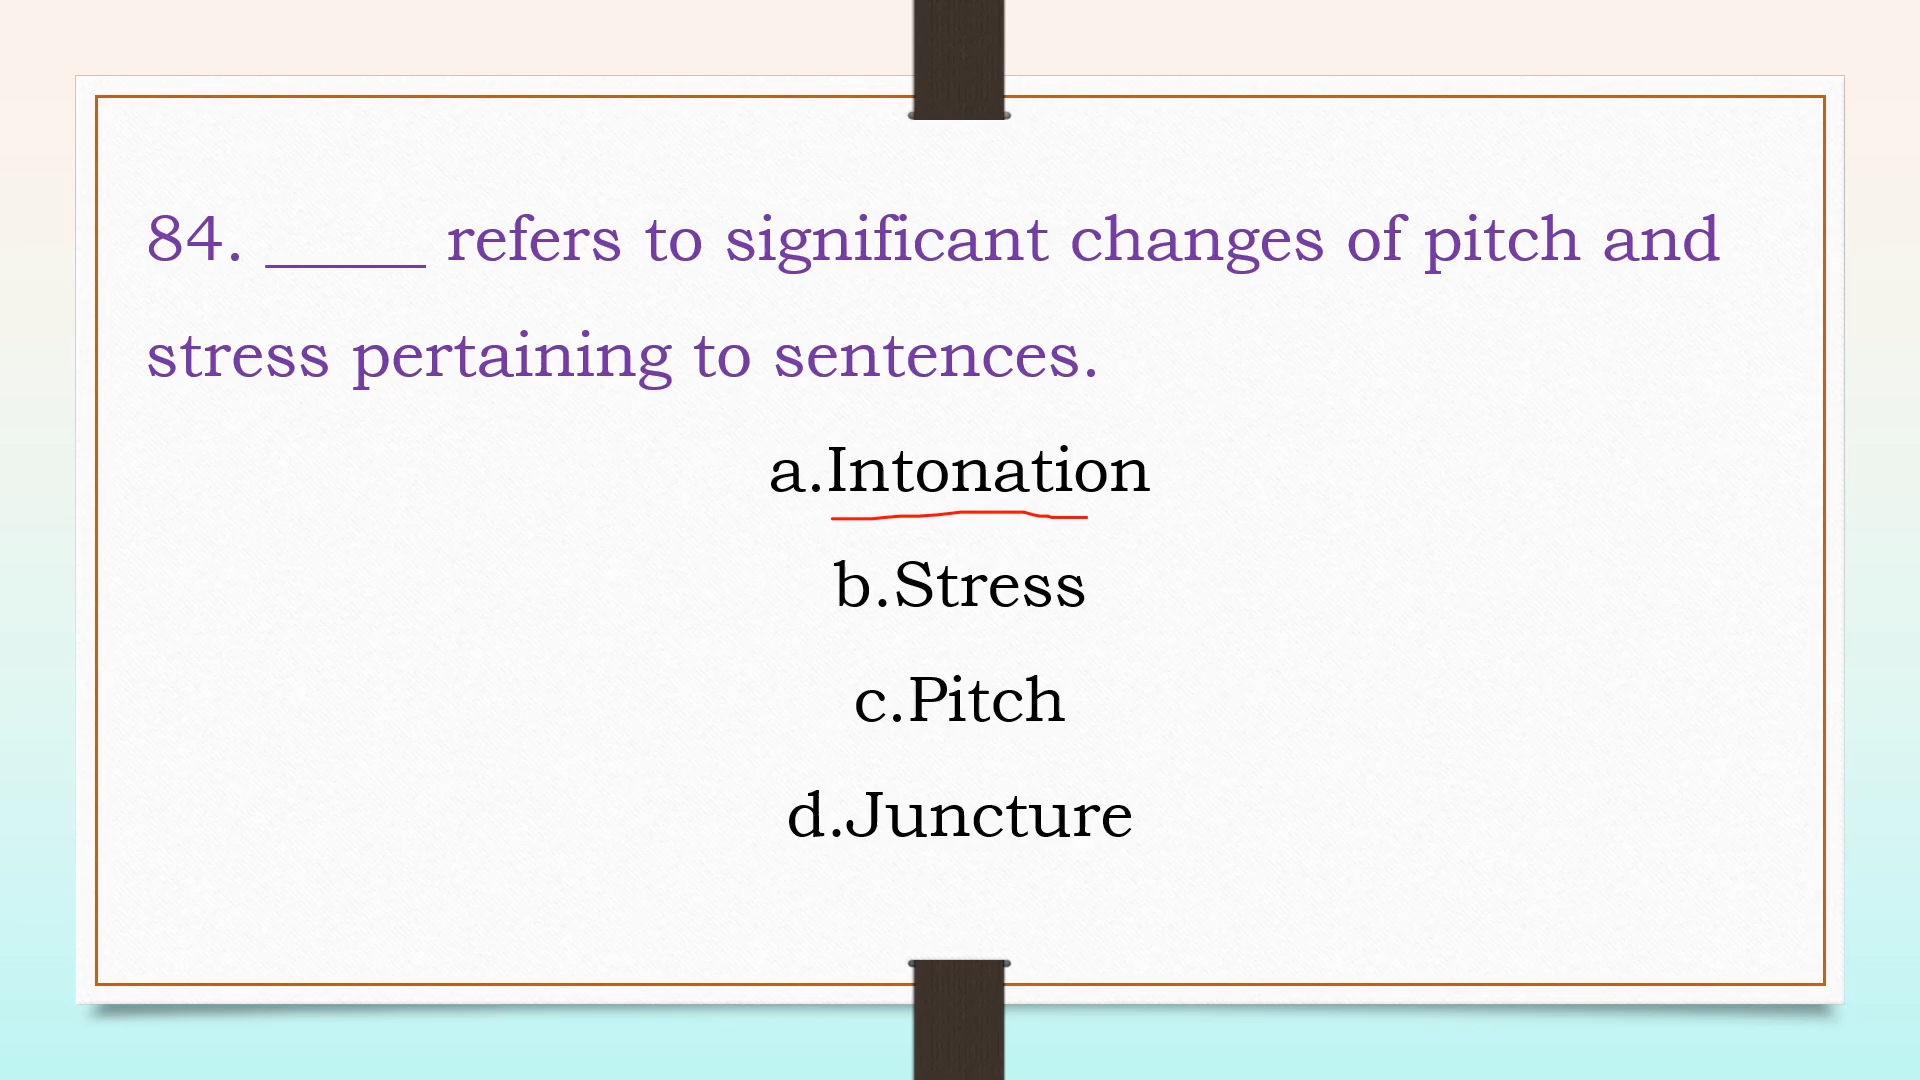 84. _____ refers to significant changes of pitch and
stress pertaining to sentences.
a.Intonation
b.Stress
c.Pitch
d.Juncture